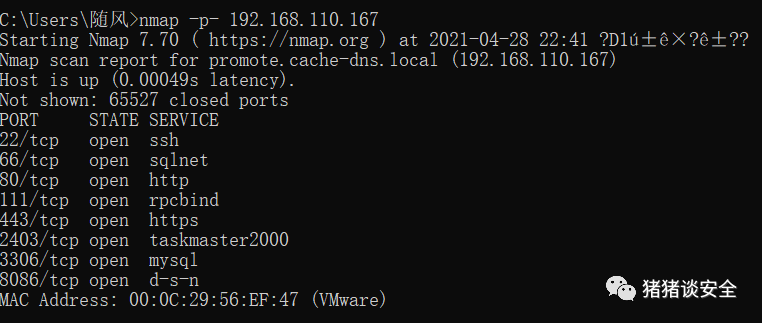 C:\Users\随风>nmap -p- 192.168.110.167
Starting Nmap 7.70 ( https://nmap.org ) at 2021-04-28 22:41 ?D1ú±ê×?ê±??
Nmap scan report for promote.cache-dns.local (192.168.110.167)
Host is up (0.00049s latency).
Not shown: 65527 closed ports
PORT     STATE SERVICE
22/tcp   open  ssh
66/tcp   open  sqlnet
80/tcp   open  http
111/tcp  open  rpcbind
443/tcp  open  https
2403/tcp open  taskmaster2000
3306/tcp open  mysql
8086/tcp open  d-s-n
MAC Address: 00:0C:29:56:EF:47 (VMware)
猪猪谈安全